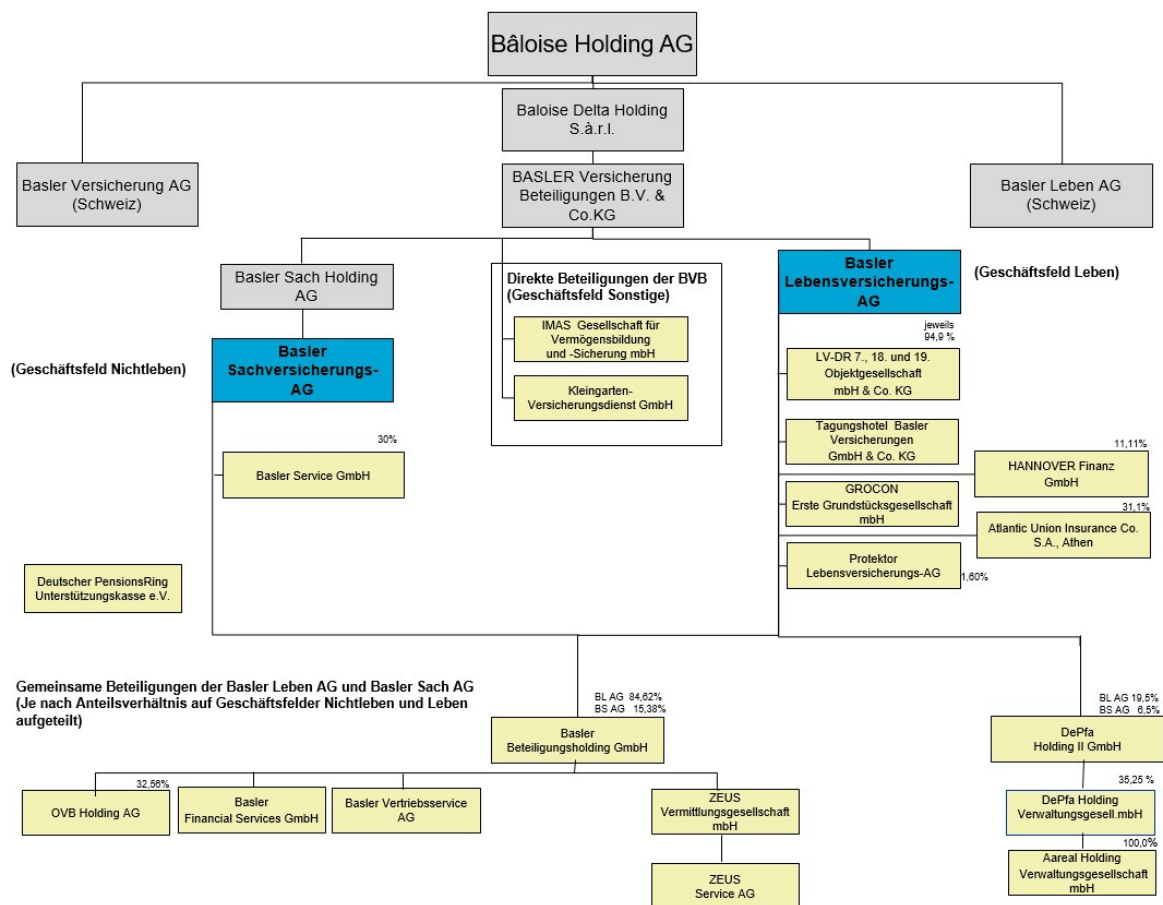 Bâloise Holding AG
Baloise Delta Holding
S.à.r.l.
Basler Versicherung AG
(Schweiz)
BASLER Versicherung
Beteiligungen B.V. &
Co.KG
Basler Leben AG
(Schweiz)
Basler Sach Holding
AG
Direkte Beteiligungen der BVB
(Geschäftsfeld Sonstige)
IMAS Gesellschaft für
Vermögensbildung
und -Sicherung mbH
Kleingarten-
Versicherungsdienst GmbH
Basler
Lebensversicherungs-
AG
(Geschäftsfeld Leben)
(Geschäftsfeld Nichtleben)
Basler
Sachversicherungs-
AG
30%
Basler Service GmbH
jeweils
94,9 %
LV-DR 7., 18. und 19.
Objektgesellschaft
mbH & Co. KG
Tagungshotel Basler
Versicherungen
GmbH & Co. KG
11,11%
HANNOVER Finanz
GmbH
GROCON
Erste Grundstücksgesellschaft
mbH
31,1%
Atlantic Union Insurance Co.
S.A., Athen
Protektor
Lebensversicherungs-AG
1,60%
Deutscher PensionsRing
Unterstützungskasse e.V.
Gemeinsame Beteiligungen der Basler Leben AG und Basler Sach AG
(Je nach Anteilsverhältnis auf Geschäftsfelder Nichtleben und Leben
aufgeteilt)
BL AG 84,62%
BS AG 15,38%
Basler
Beteiligungsholding GmbH
BL AG 19,5%
BS AG 6,5%
DePfa
Holding II GmbH
32,56%
OVB Holding AG
Basler
Financial Services GmbH
Basler Vertriebsservice
AG
ZEUS
Vermittlungsgesellschaft
mbH
ZEUS
Service AG
35,25 %
DePfa Holding
Verwaltungsgesell.mbH
100,0%
Aareal Holding
Verwaltungsgesellschaft
mbH